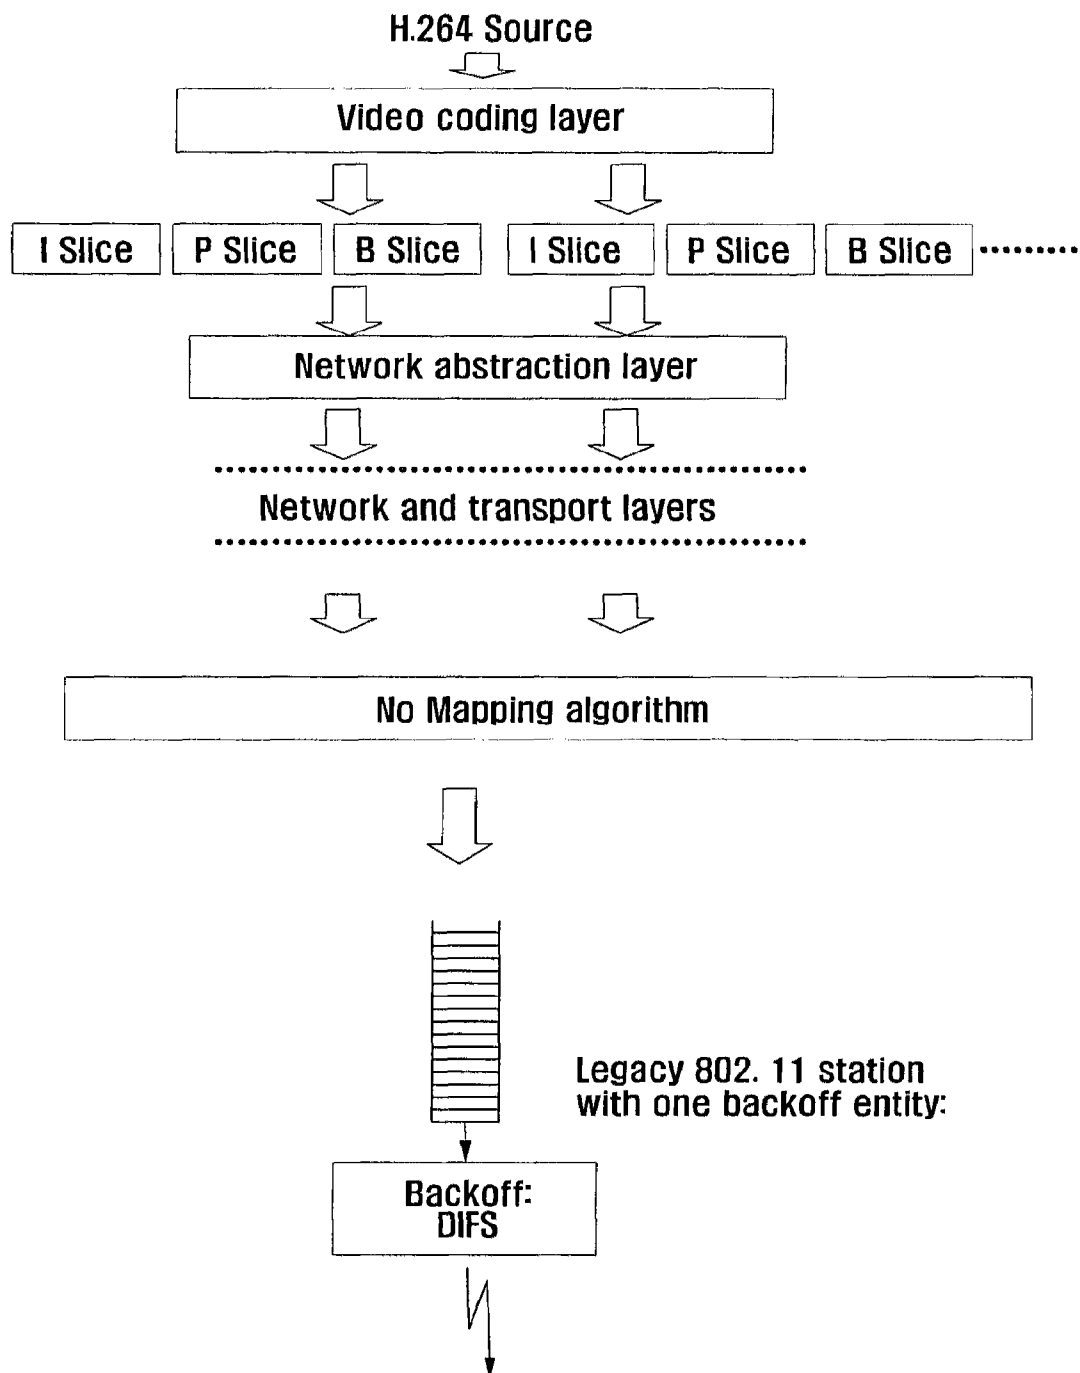 H.264 Source
Video coding layer
I Slice P Slice B Slice I Slice P Slice B Slice
Network abstraction layer
Network and transport layers
No Mapping algorithm
Legacy 802. 11 station
with one backoff entity:
Backoff:
DIFS